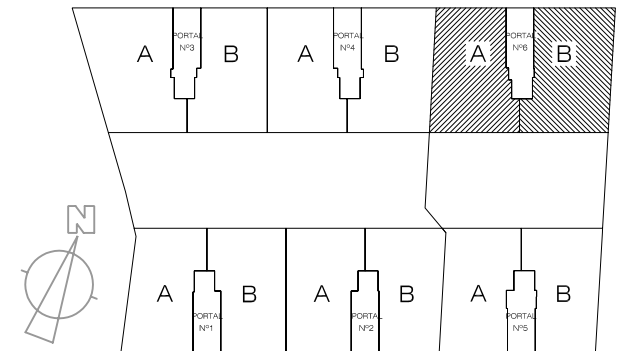 A PORTAL Nº3 B
A PORTAL Nº4 B
A PORTAL Nº6 B
N
A PORTAL Nº1 B
A PORTAL Nº2 B
A PORTAL Nº5 B